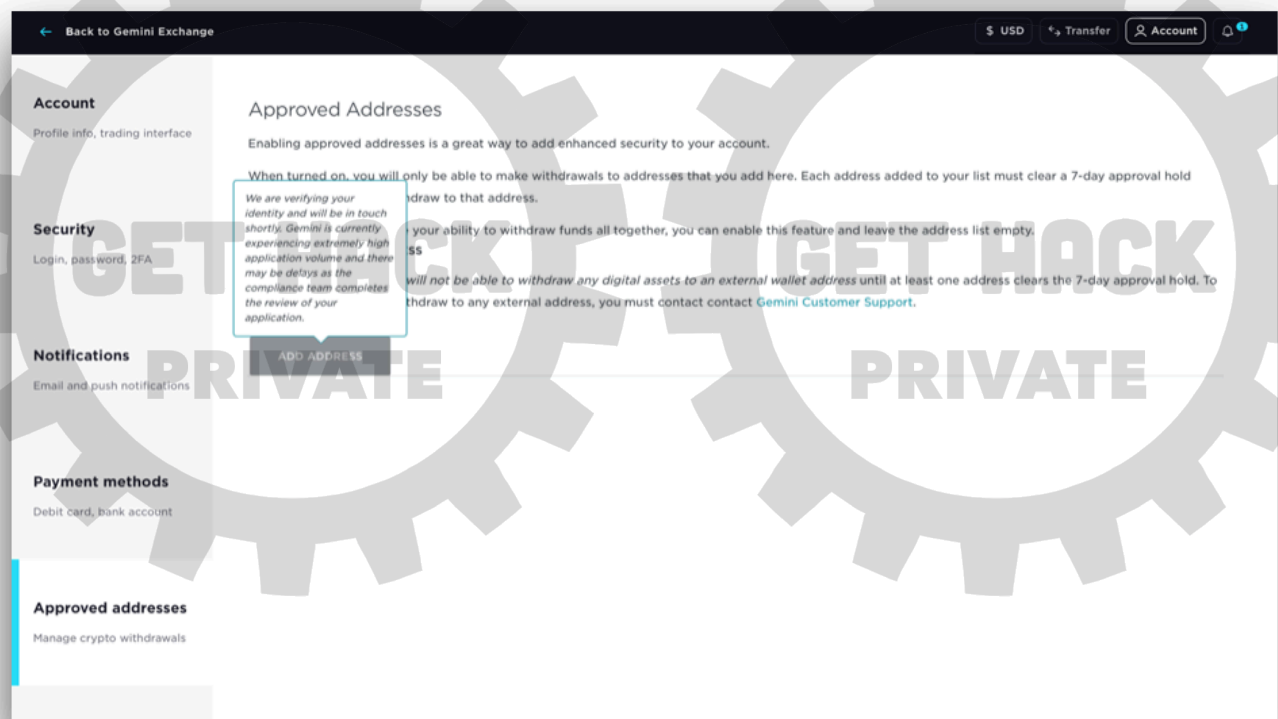 Back to Gemini Exchange
$ USD
Transfer
Account
1
Account
Profile info, trading interface
Security
Login, password, 2FA
Notifications
Email and push notifications
Payment methods
Debit card, bank account
Approved addresses
Manage crypto withdrawals
Approved Addresses
Enabling approved addresses is a great way to add enhanced security to your account.
When turned on, you will only be able to make withdrawals to addresses that you add here. Each address added to your list must clear a 7-day approval hold
draw to that address.
your ability to withdraw funds all together, you can enable this feature and leave the address list empty.
ss
will not be able to withdraw any digital assets to an external wallet address until at least one address clears the 7-day approval hold. To
thdraw to any external address, you must contact contact Gemini Customer Support.
We are verifying your
identity and will be in touch
shortly. Gemini is currently
experiencing extremely high
application volume and there
may be delays as the
compliance team completes
the review of your
application.
ADD ADDRESS
GET HACK
PRIVATE
GET HACK
PRIVATE